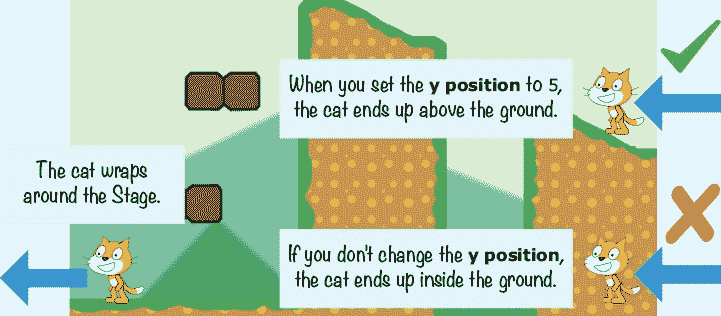 When you set the y position to 5,
the cat ends up above the ground.
The cat wraps
around the Stage.
If you don't change the y position,
the cat ends up inside the ground.